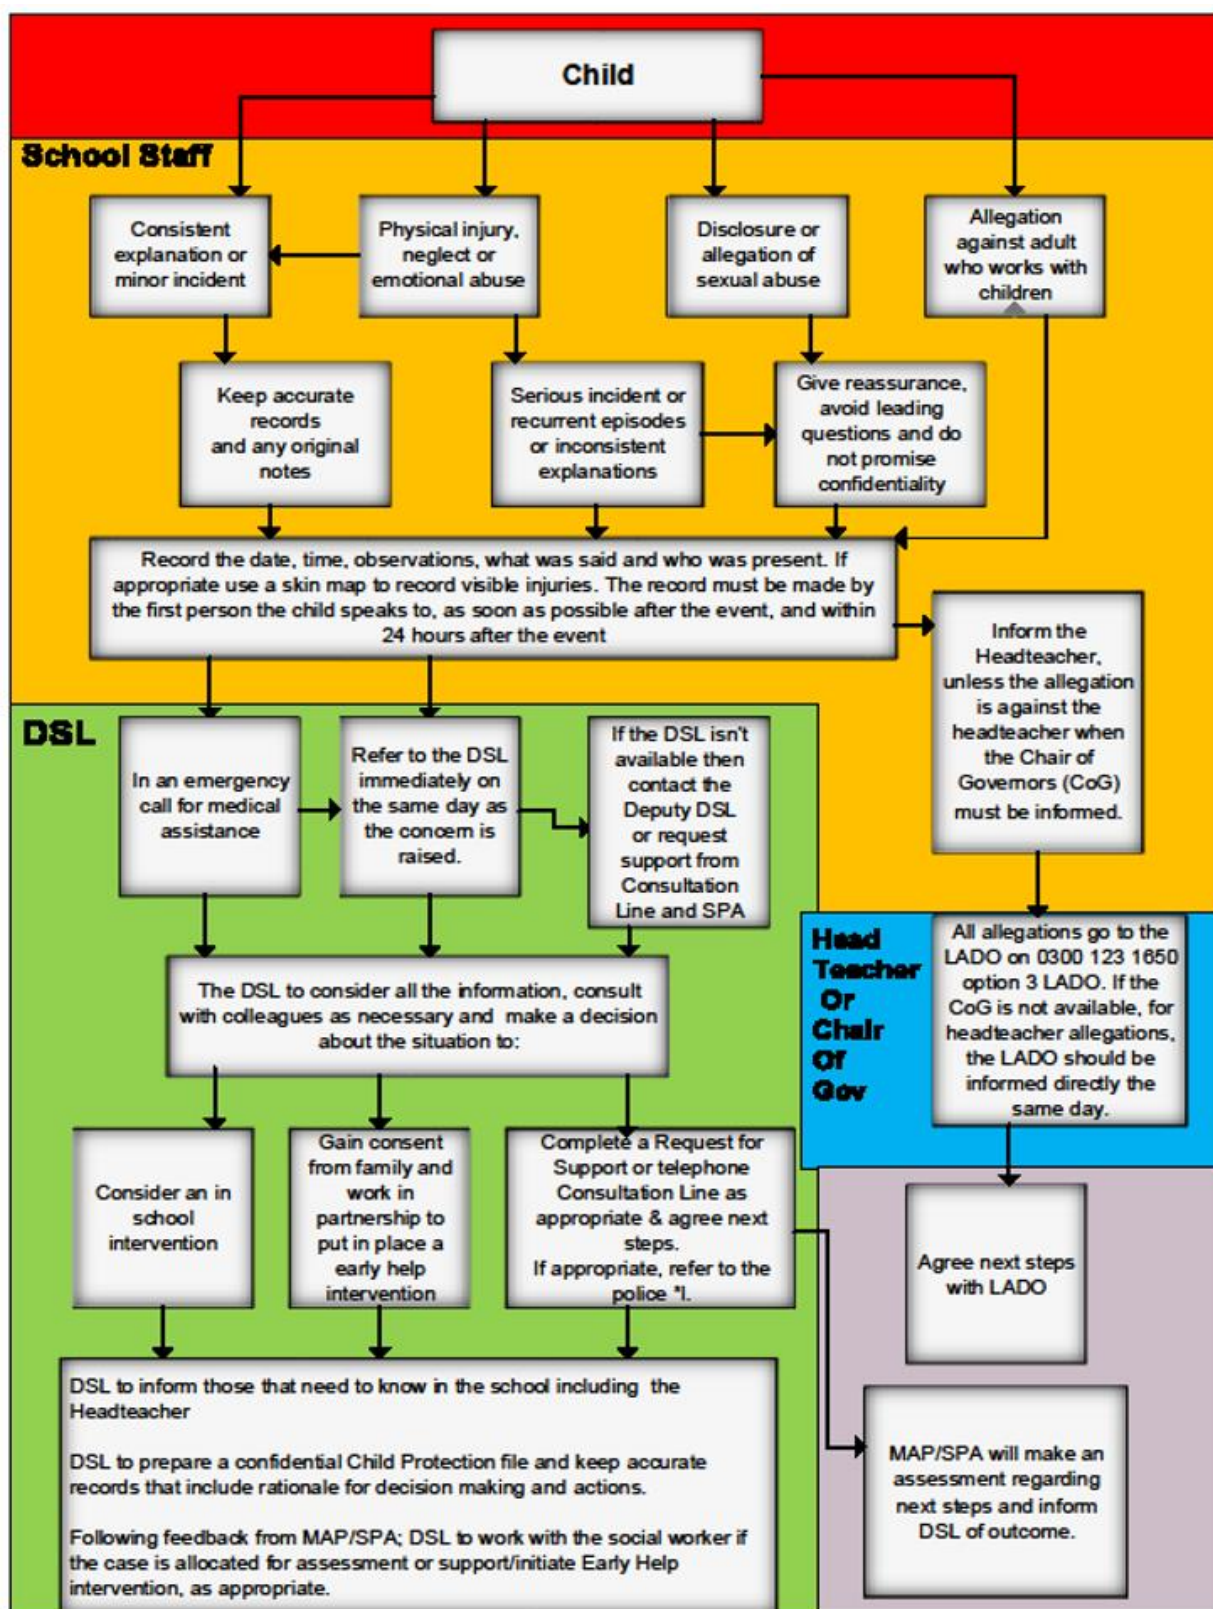 Child
School Staff
Consistent
explanation or
minor incident
Physical injury,
neglect or
emotional abuse
Disclosure or
allegation of
sexual abuse
Allegation
against adult
who works with
children
Keep accurate
records
and any original
notes
Serious incident or
recurrent episodes
or inconsistent
explanations
Give reassurance,
avoid leading
questions and do
not promise
confidentiality
Record the date, time, observations, what was said and who was present. If
appropriate use a skin map to record visible injuries. The record must be made by
the first person the child speaks to, as soon as possible after the event, and within
24 hours after the event
Inform the
Headteacher,
unless the allegation
is against the
headteacher when
the Chair of
Governors (CoG)
must be informed.
DSL
In an emergency
call for medical
assistance
Refer to the DSL
immediately on
the same day as
the concern is
raised.
If the DSL isn't
available then
contact the
Deputy DSL
or request
support from
Consultation
Line and SPA
Head
Teacher
Or
Chair
Of
Gov
All allegations go to the
LADO on 0300 123 1650
option 3 LADO. If the
CoG is not available, for
headteacher allegations,
the LADO should be
informed directly the
same day.
The DSL to consider all the information, consult
with colleagues as necessary and make a decision
about the situation to:
Consider an in
school
intervention
Gain consent
from family and
work in
partnership to
put in place a
early help
intervention
Complete a Request for
Support or telephone
Consultation Line as
appropriate & agree next
steps.
If appropriate, refer to the
police *I.
Agree next steps
with LADO
DSL to inform those that need to know in the school including the
Headteacher
DSL to prepare a confidential Child Protection file and keep accurate
records that include rationale for decision making and actions.
Following feedback from MAP/SPA; DSL to work with the social worker if
the case is allocated for assessment or support/initiate Early Help
intervention, as appropriate.
MAP/SPA will make an
assessment regarding
next steps and inform
DSL of outcome.